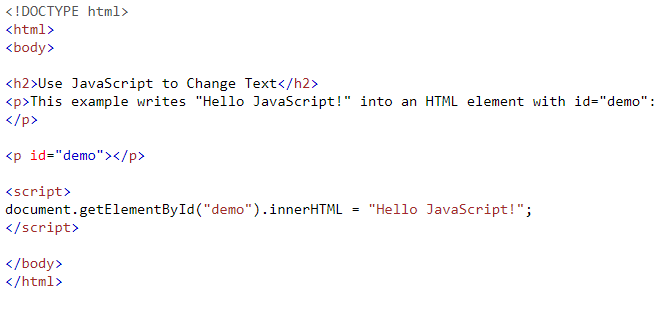 <!DOCTYPE html>
<html>
<body>
<h2>Use JavaScript to Change Text</h2>
<p>This example writes "Hello JavaScript!" into an HTML element with id="demo":
</p>
<p id="demo"></p>
<script>
document.getElementById("demo").innerHTML = "Hello JavaScript!";
</script>
</body>
</html>